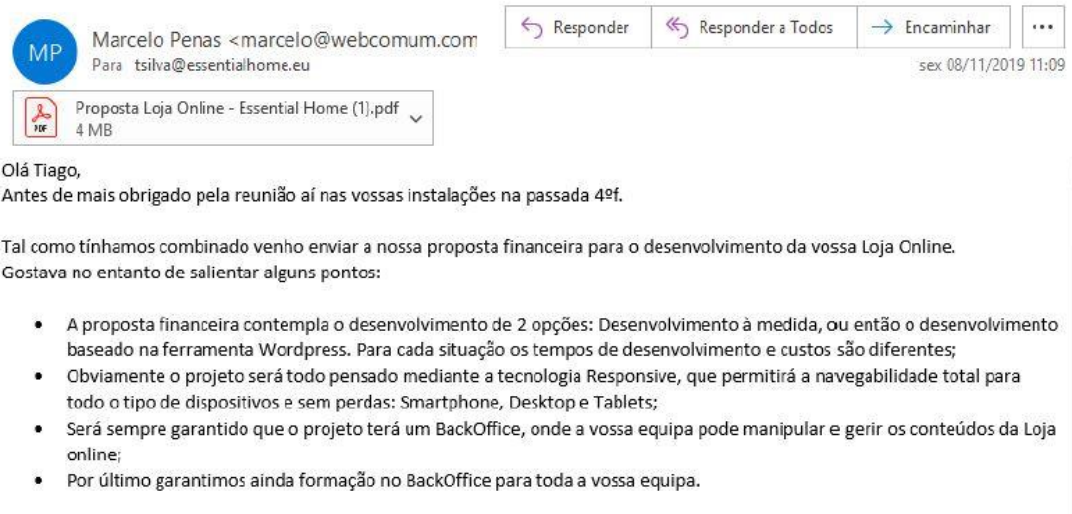 Responder
Responder a Todos
Encaminhar
MP
Marcelo Penas <marcelo@webcomum.com
Para tsilva@essentialhome.eu
sex 08/11/2019 11:09
PDF
Proposta Loja Online - Essential Home (1).pdf
4 MB
Olá Tiago,
Antes de mais obrigado pela reunião aí nas vossas instalações na passada 4ºf.
Tal como tínhamos combinado venho enviar a nossa proposta financeira para o desenvolvimento da vossa Loja Online.
Gostava no entanto de salientar alguns pontos:
• A proposta financeira contempla o desenvolvimento de 2 opções: Desenvolvimento à medida, ou então o desenvolvimento
baseado na ferramenta Wordpress. Para cada situação os tempos de desenvolvimento e custos são diferentes;
• Obviamente o projeto será todo pensado mediante a tecnologia Responsive, que permitirá a navegabilidade total para
todo o tipo de dispositivos e sem perdas: Smartphone, Desktop e Tablets;
• Será sempre garantido que o projeto terá um BackOffice, onde a vossa equipa pode manipular e gerir os conteúdos da Loja
online;
• Por último garantimos ainda formação no BackOffice para toda a vossa equipa.